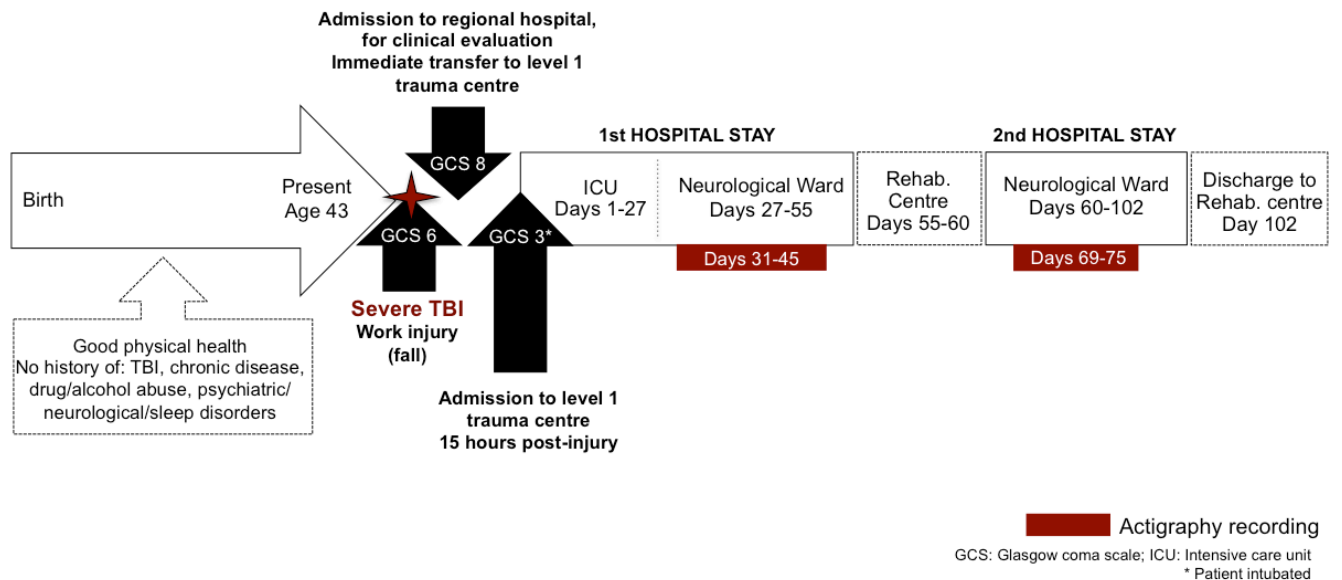 Admission to regional hospital,
for clinical evaluation
Immediate transfer to level 1
trauma centre
1st HOSPITAL STAY
2nd HOSPITAL STAY
Birth
Present
Age 43
GCS 8
GCS 6
GCS 3*
ICU
Days 1-27
Neurological Ward
Days 27-55
Rehab.
Centre
Days 55-60
Neurological Ward
Days 60-102
Discharge to
Rehab. centre
Day 102
Days 31-45
Days 69-75
Severe TBI
Work injury
(fall)
Good physical health
No history of: TBI, chronic disease,
drug/alcohol abuse, psychiatric/
neurological/sleep disorders
Admission to level 1
trauma centre
15 hours post-injury
Actigraphy recording
GCS: Glasgow coma scale; ICU: Intensive care unit
* Patient intubated